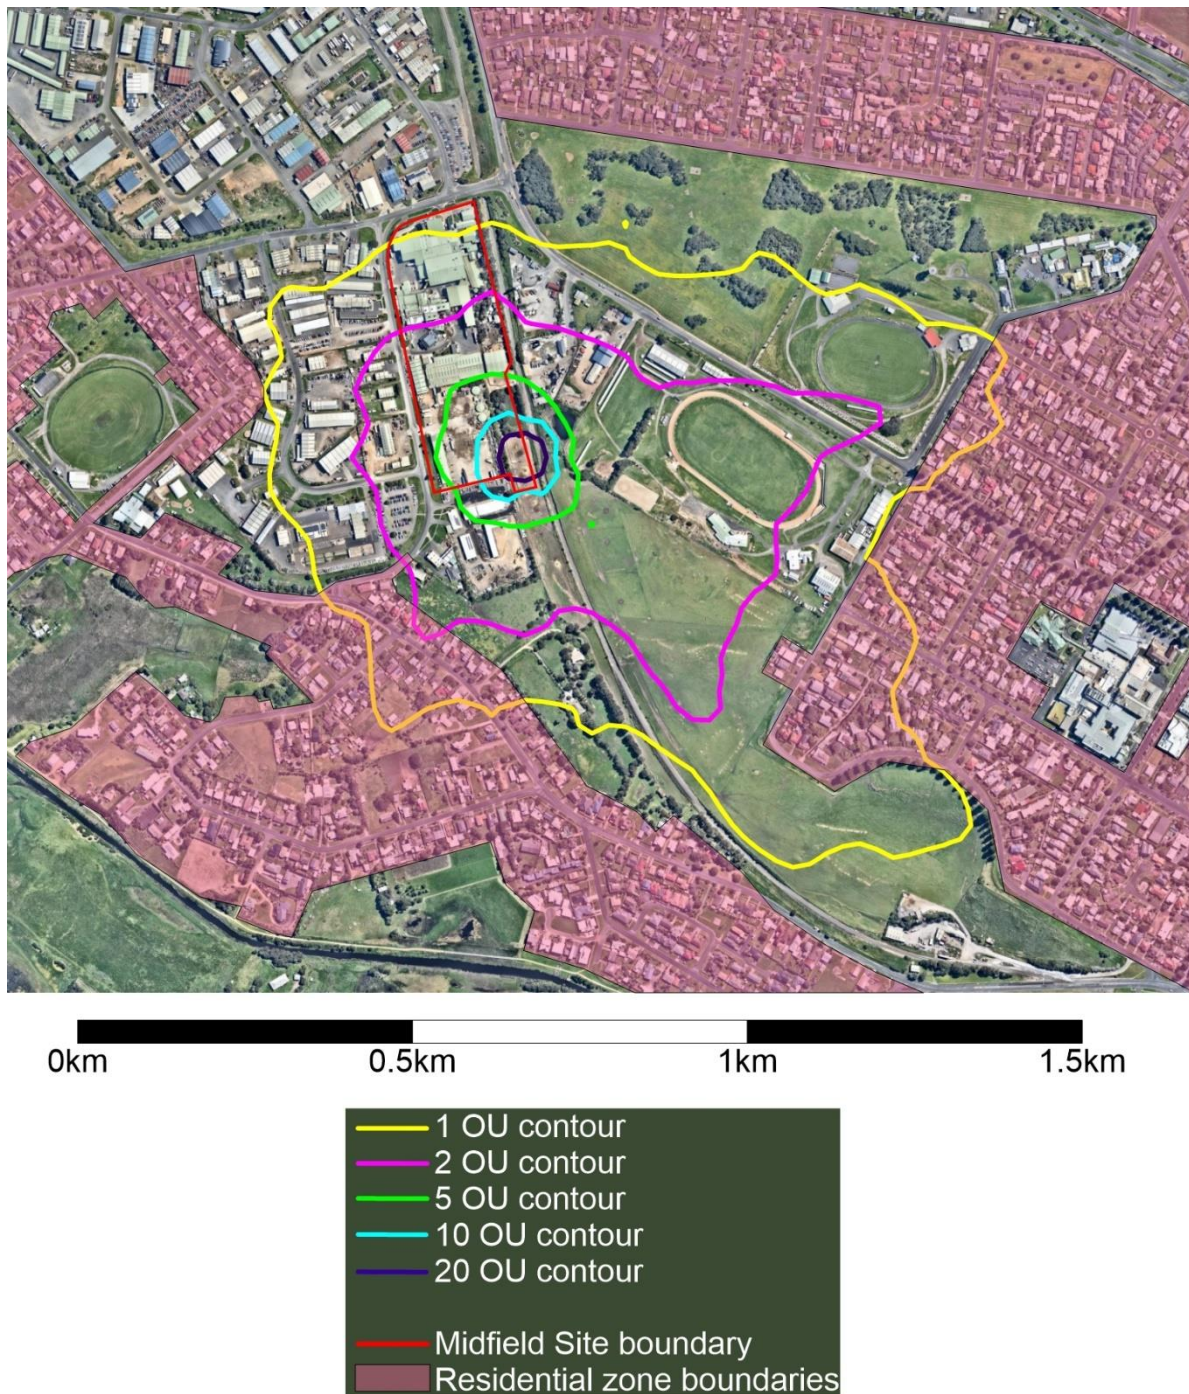 0km 0.5km 1km 1.5km
1 OU contour
2 OU contour
5 OU contour
10 OU contour
20 OU contour
Midfield Site boundary
Residential zone boundaries